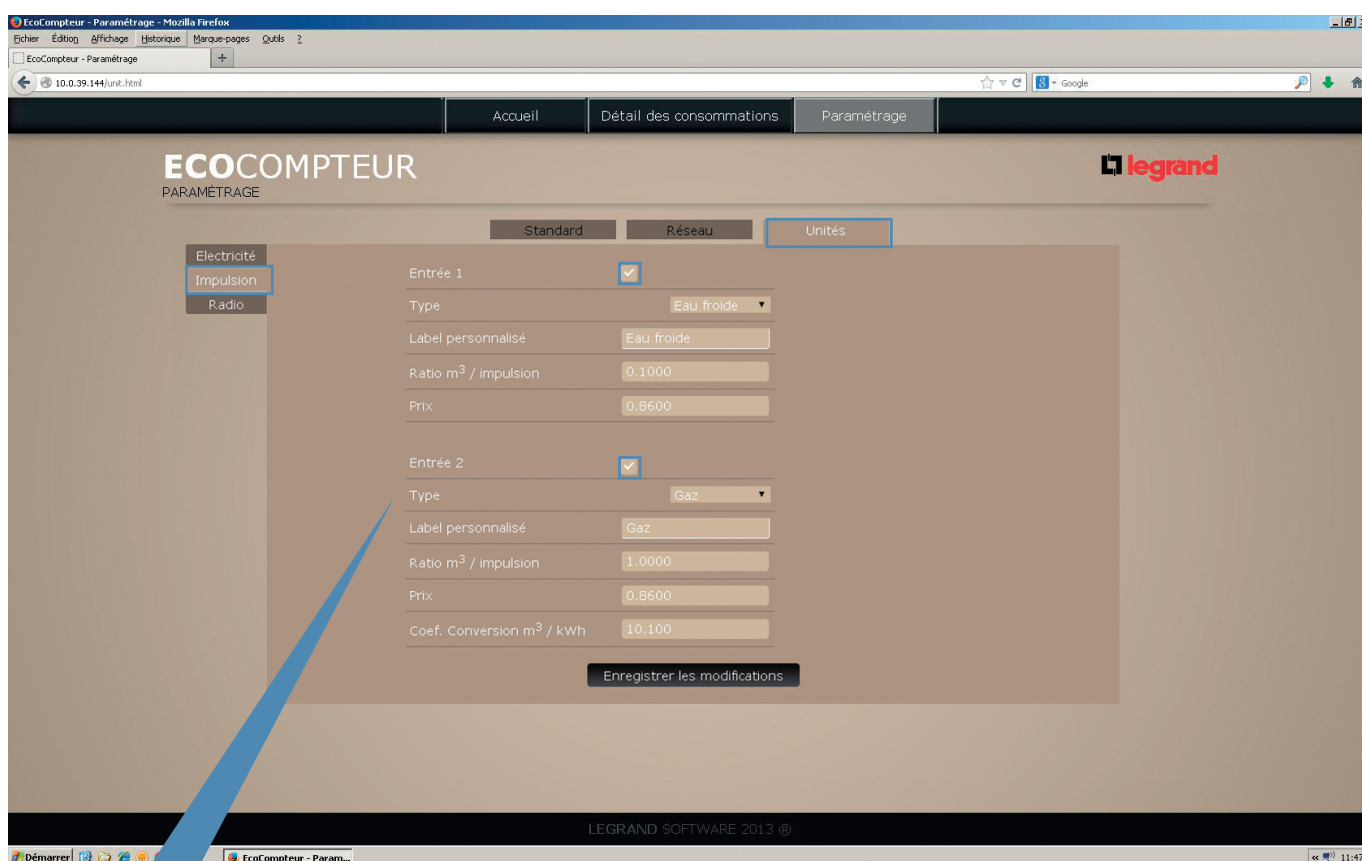 EcoCompteur - Paramétrage - Mozilla Firefox
Fichier Édition Affichage Historique Marque-pages Outils ?
EcoCompteur - Paramétrage +
10.0.39.144/unit.html Google
Accueil Détail des consommations Paramétrage
ECOCOMPTEUR legrand
PARAMÉTRAGE
Standard Réseau Unités
Electricité
Impulsion
Radio
Entrée 1
Type Eau froide
Label personnalisé Eau froide
Ratio m³ / impulsion 0.1000
Prix 0.8600
Entrée 2
Type Gaz
Label personnalisé Gaz
Ratio m³ / impulsion 1.0000
Prix 0.8600
Coef. Conversion m³ / kWh 10.100
Enregistrer les modifications
LEGRAND SOFTWARE 2013 ®
Démarrer EcoCompteur - Param... « 11:47